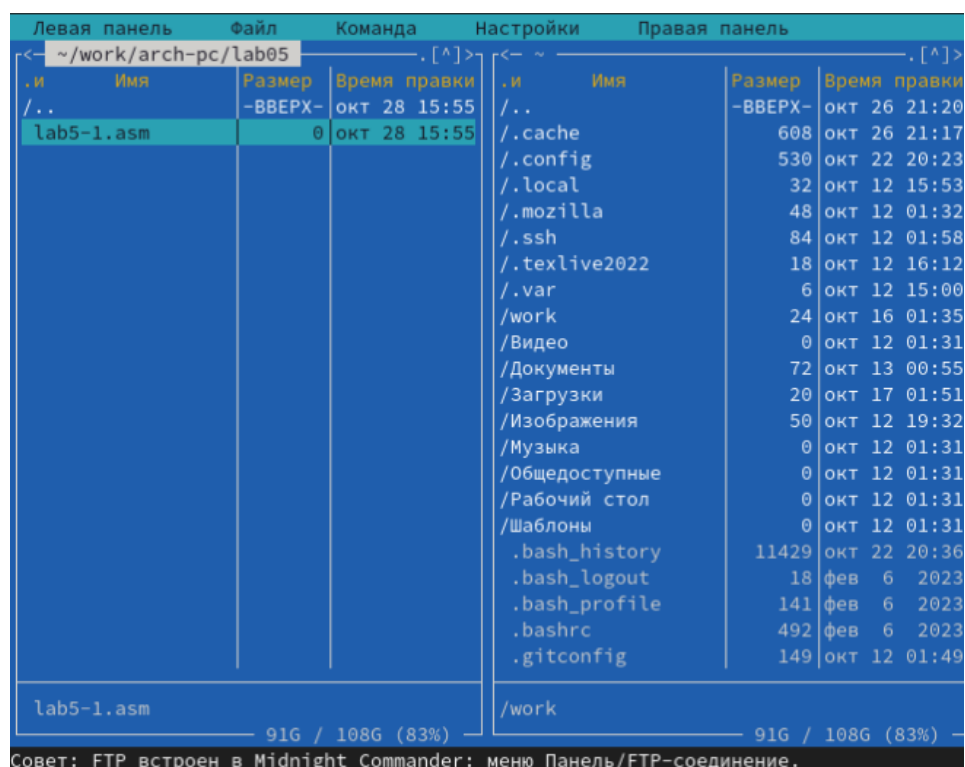 Левая панель Файл Команда Настройки Правая панель
<— ~/work/arch-pc/lab05 .[^]>
.и Имя Размер Время правки
/.. -ВВЕРХ- окт 28 15:55
lab5-1.asm 0 окт 28 15:55
lab5-1.asm
91G / 108G (83%)
<— ~ .[^]>
.и Имя Размер Время правки
/.. -ВВЕРХ- окт 26 21:20
/.cache 608 окт 26 21:17
/.config 530 окт 22 20:23
/.local 32 окт 12 15:53
/.mozilla 48 окт 12 01:32
/.ssh 84 окт 12 01:58
/.texlive2022 18 окт 12 16:12
/.var 6 окт 12 15:00
/work 24 окт 16 01:35
/Видео 0 окт 12 01:31
/Документы 72 окт 13 00:55
/Загрузки 20 окт 17 01:51
/Изображения 50 окт 12 19:32
/Музыка 0 окт 12 01:31
/Общедоступные 0 окт 12 01:31
/Рабочий стол 0 окт 12 01:31
/Шаблоны 0 окт 12 01:31
.bash_history 11429 окт 22 20:36
.bash_logout 18 фев 6 2023
.bash_profile 141 фев 6 2023
.bashrc 492 фев 6 2023
.gitconfig 149 окт 12 01:49
/work
91G / 108G (83%)
Совет: FTP встроен в Midnight Commander: меню Панель/FTP-соединение.